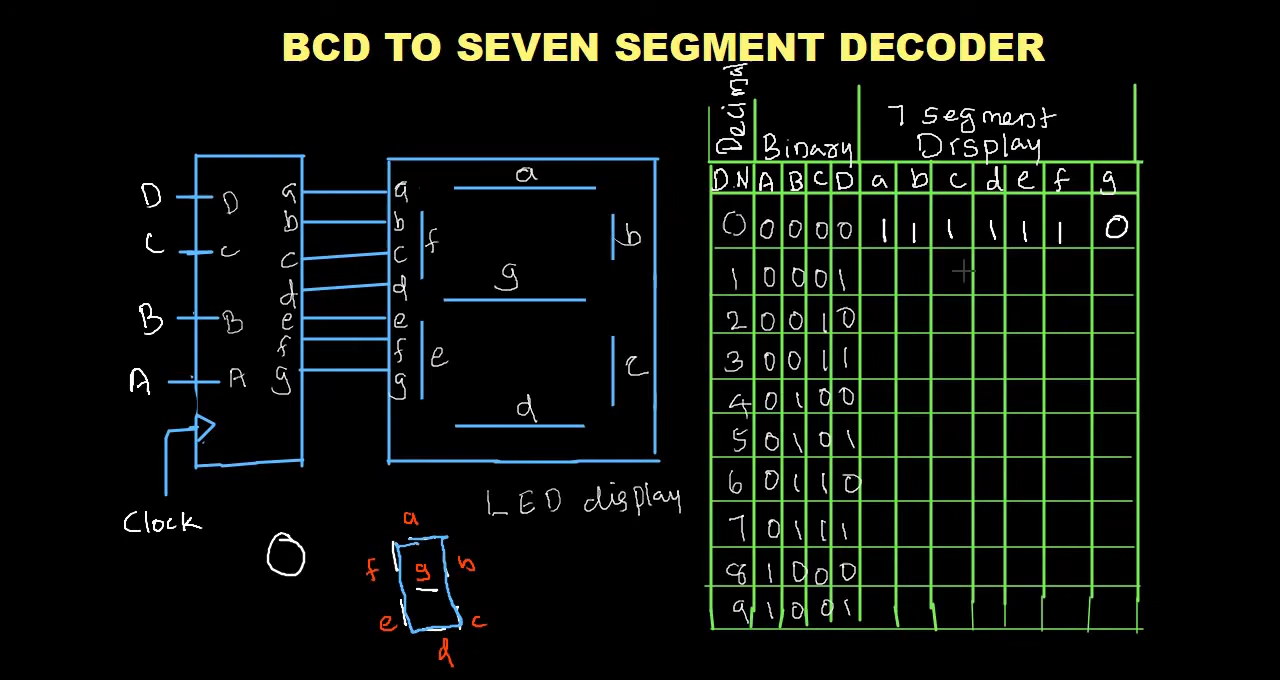 BCD TO SEVEN SEGMENT DECODER
D D a
C c b
B B c
A A d
e
f
g
Clock
a a
b f b
c
d g
e e c
f
g d
LED display
0
a
f g b
e c
d
Decimal Binary 7 segment
Display
D.N A B C D a b c d e f g
0 0 0 0 0 1 1 1 1 1 1 0
1 0 0 0 1
2 0 0 1 0
3 0 0 1 1
4 0 1 0 0
5 0 1 0 1
6 0 1 1 0
7 0 1 1 1
8 1 0 0 0
9 1 0 0 1